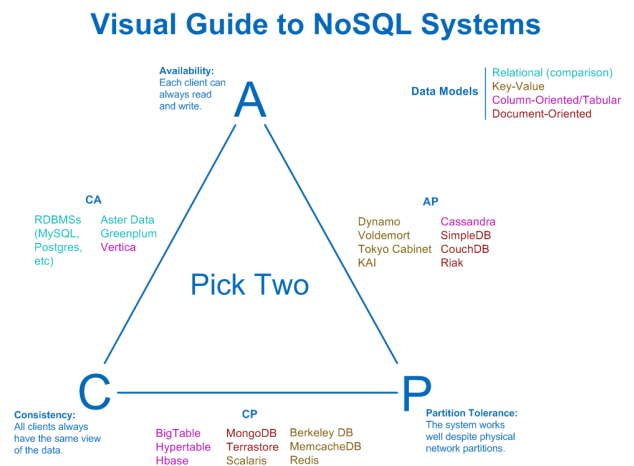 Visual Guide to NoSQL Systems
Availability:
Each client can
always read
and write.
A
Data Models
Relational (comparison)
Key-Value
Column-Oriented/Tabular
Document-Oriented
CA
RDBMSs
(MySQL,
Postgres,
etc)
Aster Data
Greenplum
Vertica
AP
Dynamo
Voldemort
Tokyo Cabinet
KAI
Cassandra
SimpleDB
CouchDB
Riak
Pick Two
C
P
Consistency:
All clients always
have the same view
of the data.
CP
BigTable
Hypertable
Hbase
MongoDB
Terrastore
Scalaris
Berkeley DB
MemcacheDB
Redis
Partition Tolerance:
The system works
well despite physical
network partitions.